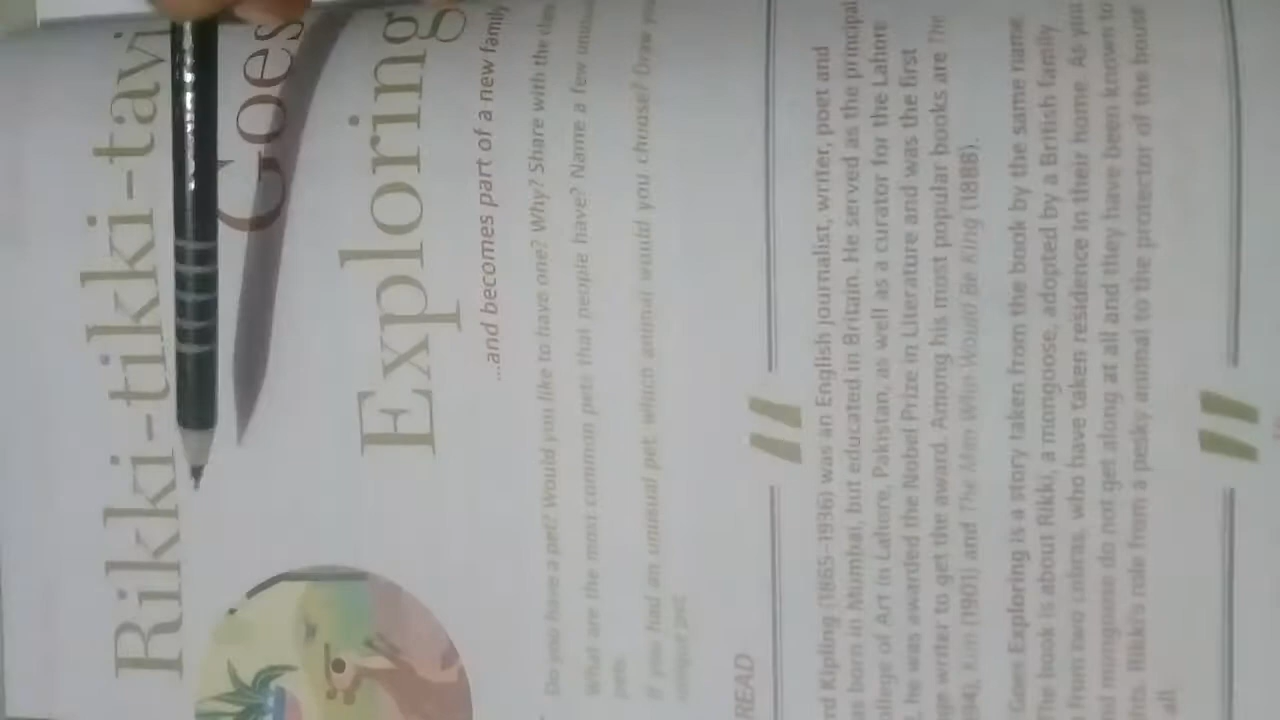 Rikki-tikki-tavi
Goes
Exploring
...and becomes part of a new family
Do you have a pet? Would you like to have one? Why? Share with the class
What are the most common pets that people have? Name a few unusual
pets.
If you had an unusual pet, which animal would you choose? Draw
unique pet.
READ
rd Kipling (1865–1936) was an English journalist, writer, poet and
as born in Mumbai, but educated in Britain. He served as the principal
ollege of Art in Lahore, Pakistan, as well as a curator for the Lahore
he was awarded the Nobel Prize in Literature and was the first
ge writer to get the award. Among his most popular books are The
94), Kim (1901) and The Man Who Would Be King (1888).
Goes Exploring is a story taken from the book by the same name.
The book is about Rikki, a mongoose, adopted by a British family
from two cobras, who have taken residence in their home. As you
d mongoose do not get along at all and they have been known to
Rikki's role from a pesky animal to the protector of the house
all.